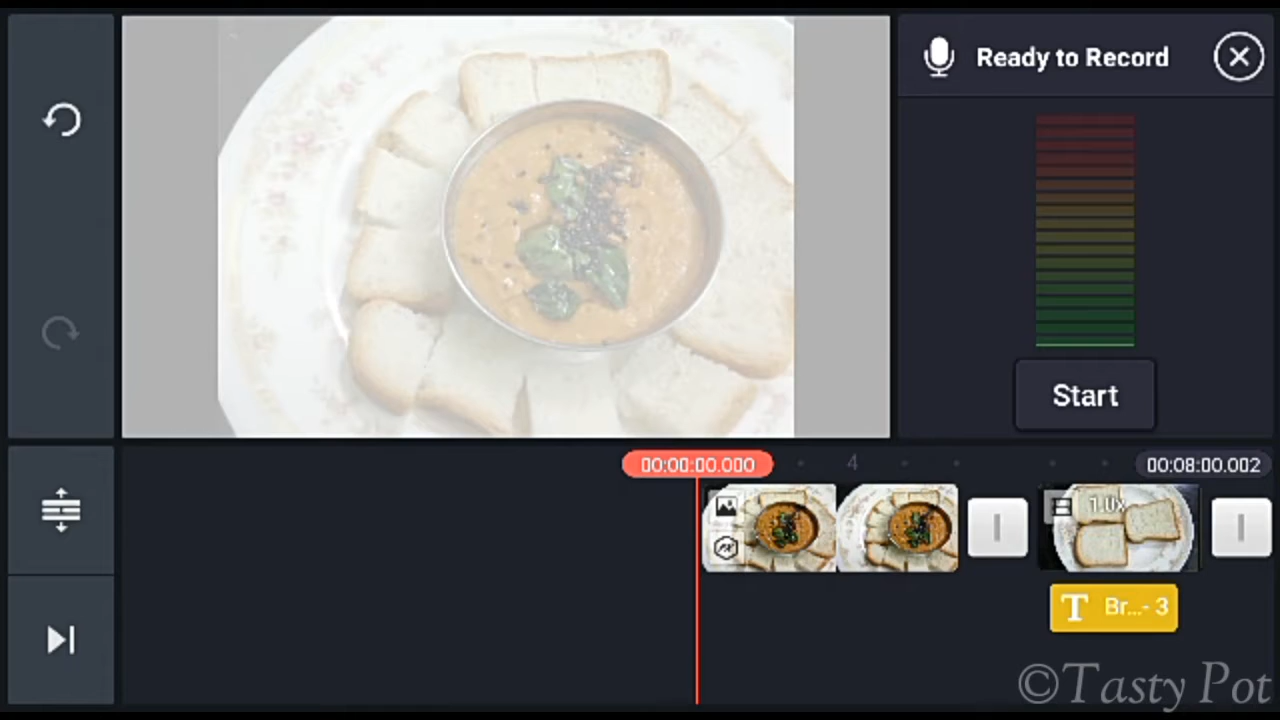 Ready to Record
Start
00:00:00.000
4
00:08:00.002
1.0x
T Br...- 3
©Tasty Pot